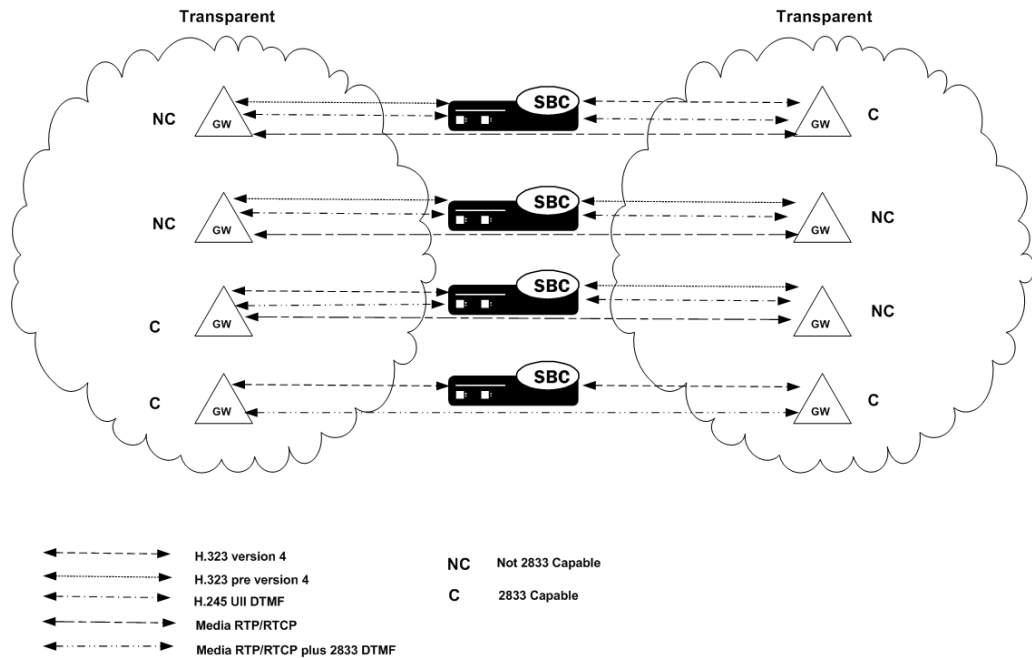 Transparent Transparent
NC GW SBC GW C
NC GW SBC GW NC
C GW SBC GW NC
C GW SBC GW C
H.323 version 4
H.323 pre version 4
H.245 UII DTMF
Media RTP/RTCP
Media RTP/RTCP plus 2833 DTMF
NC Not 2833 Capable
C 2833 Capable